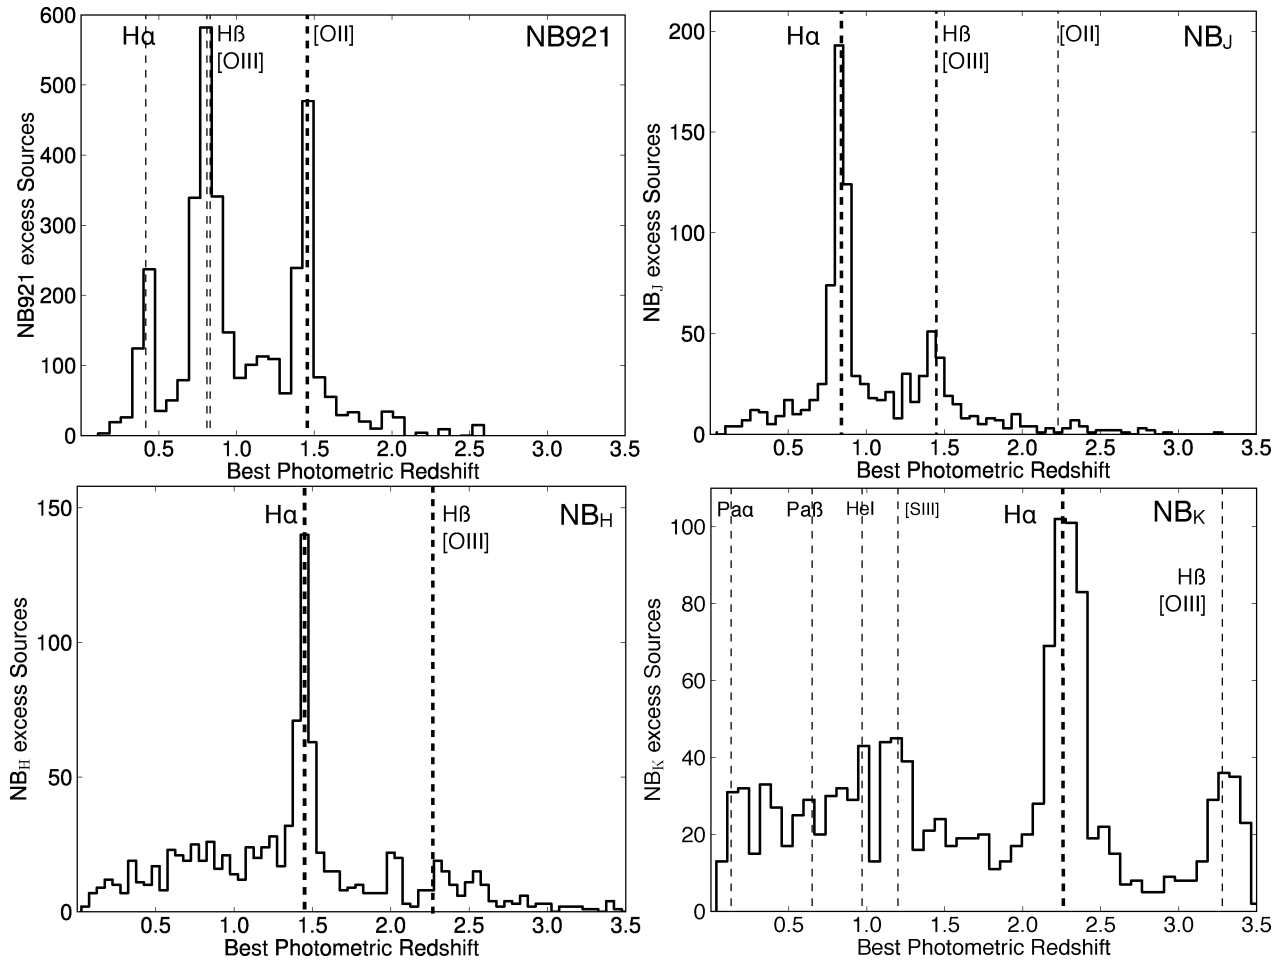 600
500
400
300
200
100
0
NB921 excess Sources
Hα
Hß
[OIII]
[OII]
NB921
0.5 1.0 1.5 2.0 2.5 3.0 3.5
Best Photometric Redshift
200
150
100
50
0
NBJ excess Sources
Hα
Hß
[OIII]
[OII]
NBJ
0.5 1.0 1.5 2.0 2.5 3.0 3.5
Best Photometric Redshift
150
100
50
0
NBH excess Sources
Hα
Hß
[OIII]
NBH
0.5 1.0 1.5 2.0 2.5 3.0 3.5
Best Photometric Redshift
100
80
60
40
20
0
NBK excess Sources
Paα
Paß
HeI
[SIII]
Hα
NBK
Hß
[OIII]
0.5 1.0 1.5 2.0 2.5 3.0 3.5
Best Photometric Redshift